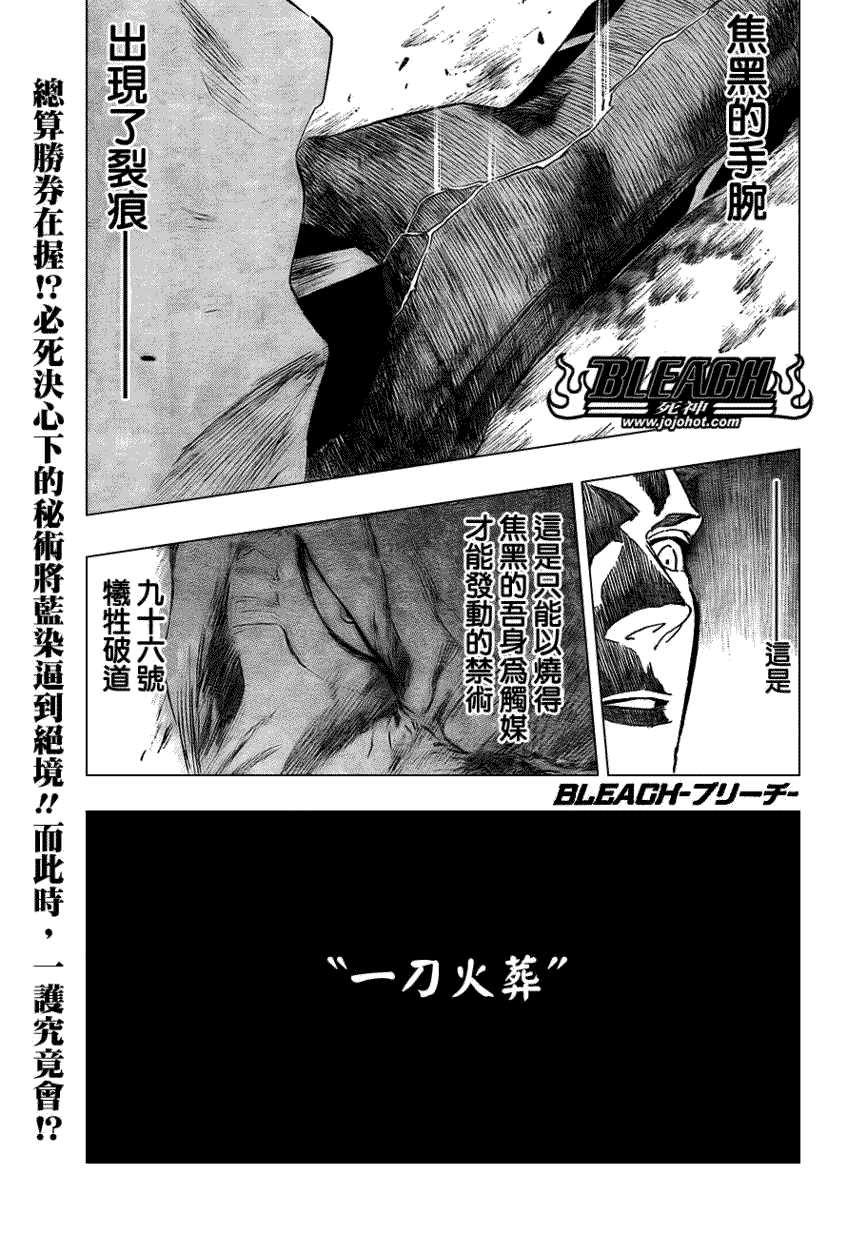 焦黑的手腕
出現了裂痕——
BLEACH
死神
www.jojohot.com
——這是
這是只能以燒得
焦黑的吾身爲觸媒
才能發動的禁術
九十六號
犧牲破道
BLEACH-ブリーチ-
〝一刀火葬〞
總算勝券在握!?必死決心下的秘術將藍染逼到絕境!!而此時，一護究竟會!?